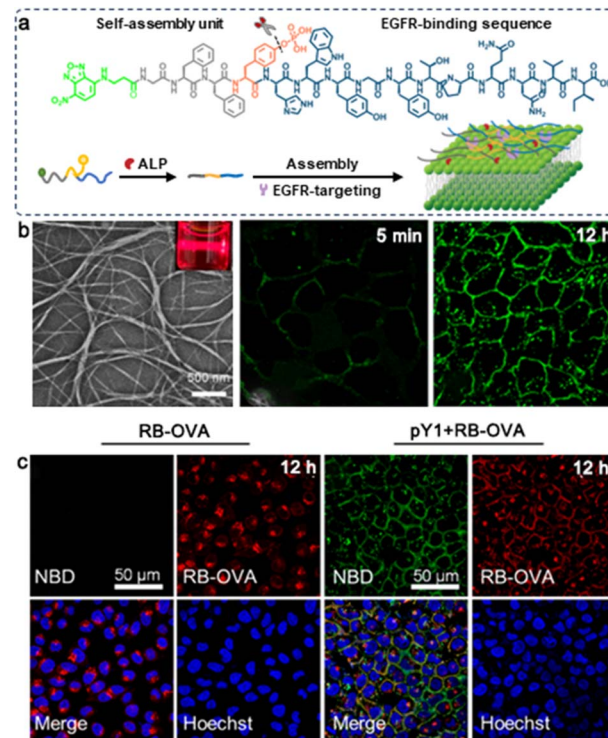 a
Self-assembly unit
EGFR-binding sequence
ALP
Assembly
EGFR-targeting
b
500 nm
5 min
12 h
RB-OVA
pY1+RB-OVA
c
12 h
12 h
NBD
50 µm
RB-OVA
NBD
50 µm
RB-OVA
Merge
Hoechst
Merge
Hoechst